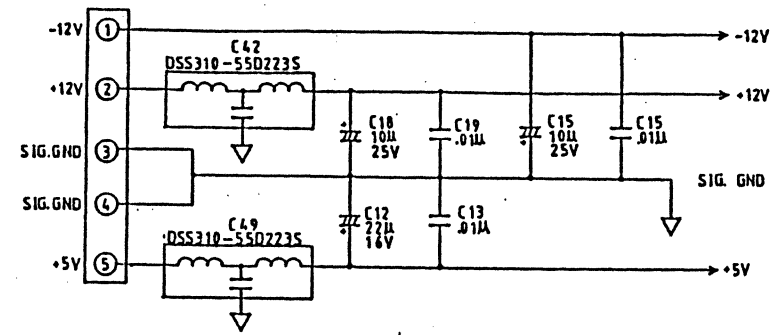 -12V
1
-12V
C42
DSS310-55D223S
+12V
2
+12V
C18
10µ
25V
C19
.01µ
C15
10µ
25V
C15
.01µ
SIG.GND
3
SIG. GND
SIG.GND
4
C49
DSS310-55D223S
C12
22µ
16V
C13
.01µ
+5V
5
+5V